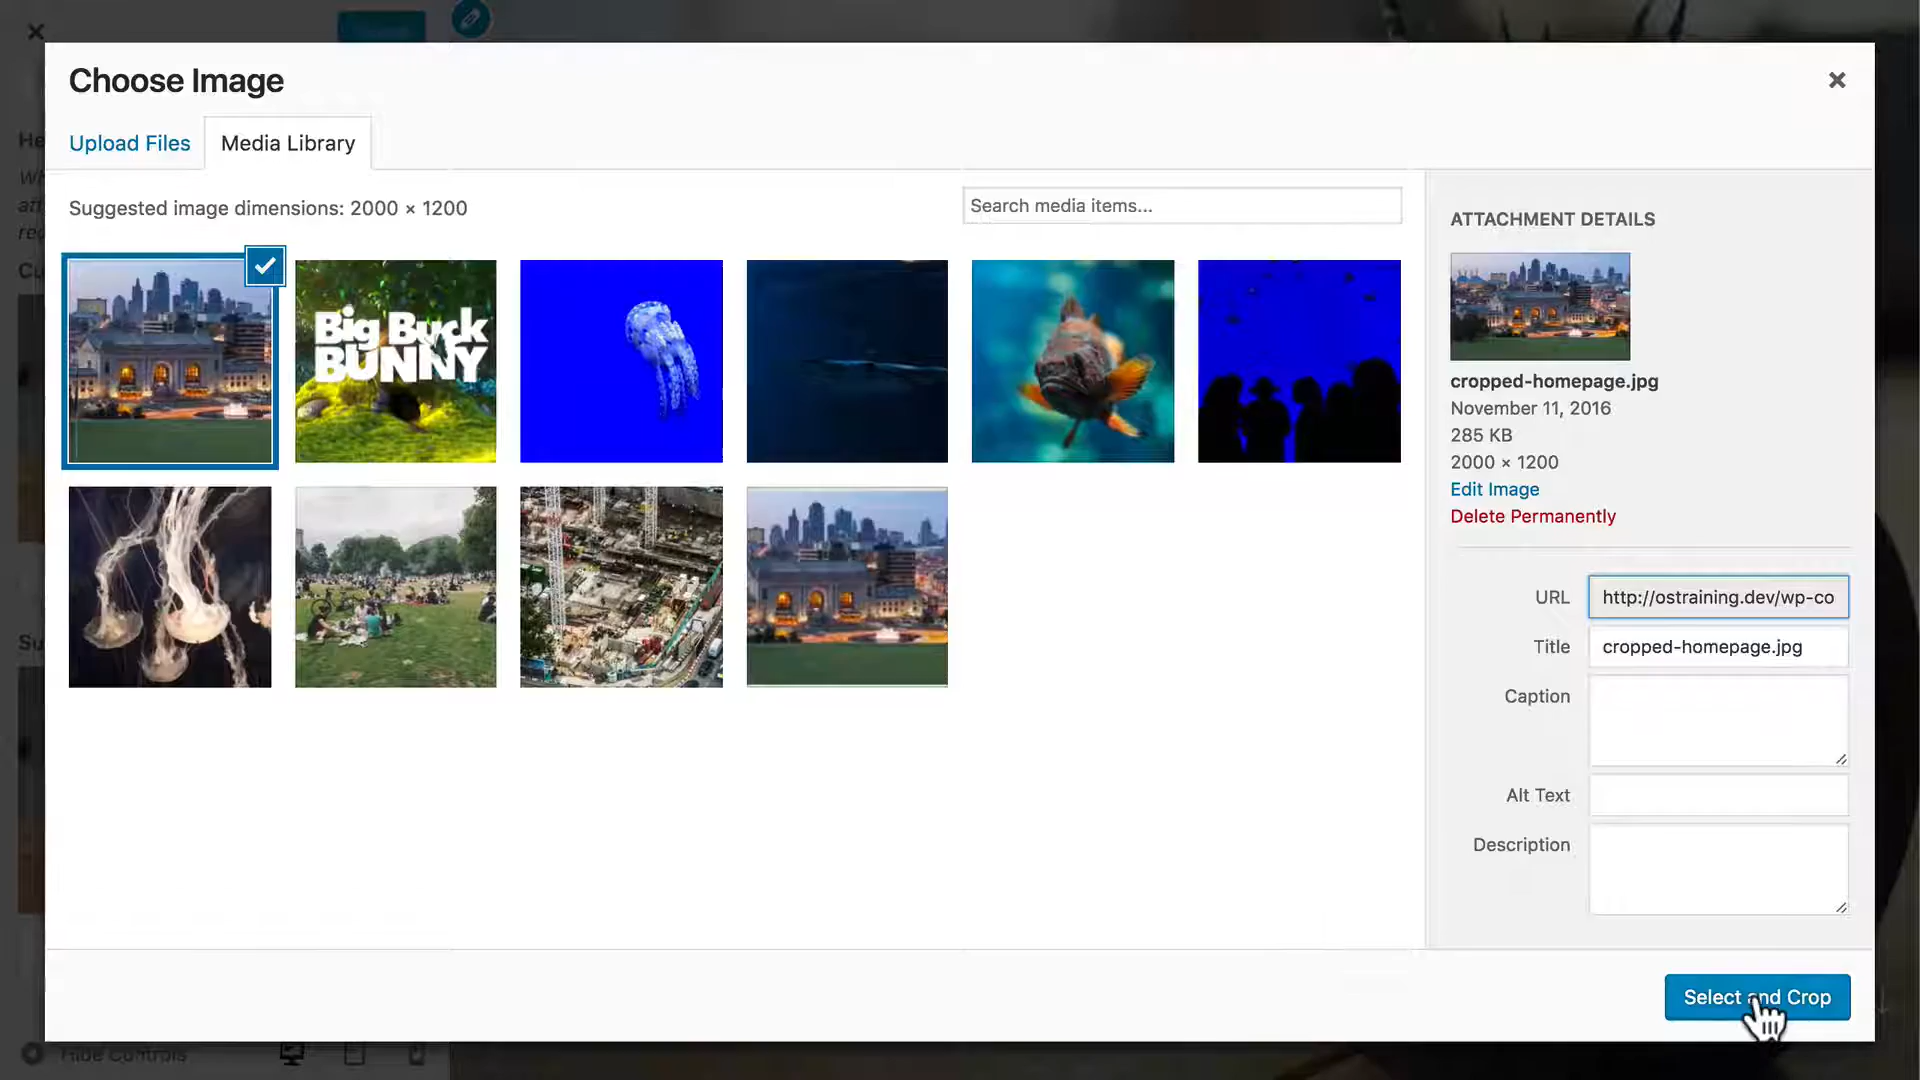 Choose Image
Upload Files
Media Library
Suggested image dimensions: 2000 × 1200
Search media items...
Big Buck
BUNNY
ATTACHMENT DETAILS
cropped-homepage.jpg
November 11, 2016
285 KB
2000 × 1200
Edit Image
Delete Permanently
URL http://ostraining.dev/wp-co
Title cropped-homepage.jpg
Caption
Alt Text
Description
Select and Crop
Hide Controls